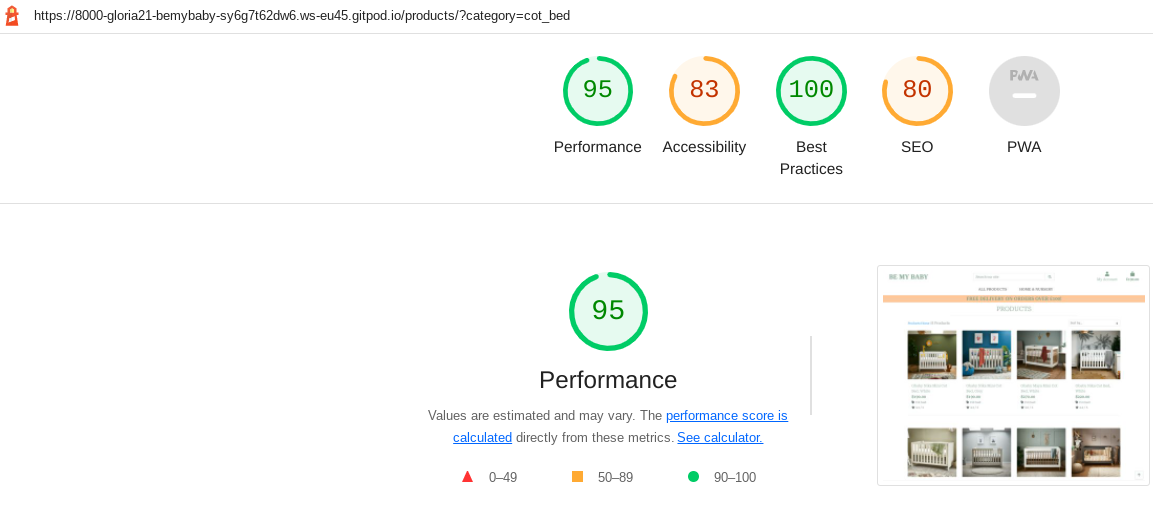 https://8000-gloria21-bemybaby-sy6g7t62dw6.ws-eu45.gitpod.io/products/?category=cot_bed
95
83
100
80
PWA
Performance
Accessibility
Best
Practices
SEO
PWA
95
Performance
Values are estimated and may vary. The performance score is
calculated directly from these metrics. See calculator.
0–49
50–89
90–100
BE MY BABY
ALL PRODUCTS
HOME & NURSERY
FREE DELIVERY ON ORDERS OVER
PRODUCTS